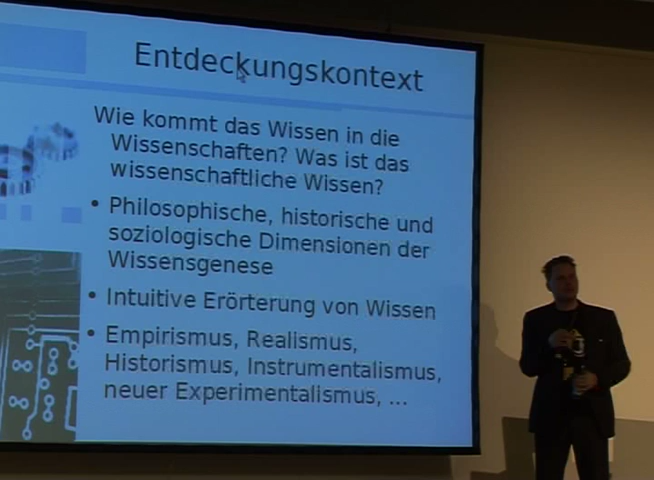 Entdeckungskontext
Wie kommt das Wissen in die
Wissenschaften? Was ist das
wissenschaftliche Wissen?
• Philosophische, historische und
soziologische Dimensionen der
Wissensgenese
• Intuitive Erörterung von Wissen
• Empirismus, Realismus,
Historismus, Instrumentalismus,
neuer Experimentalismus, ...